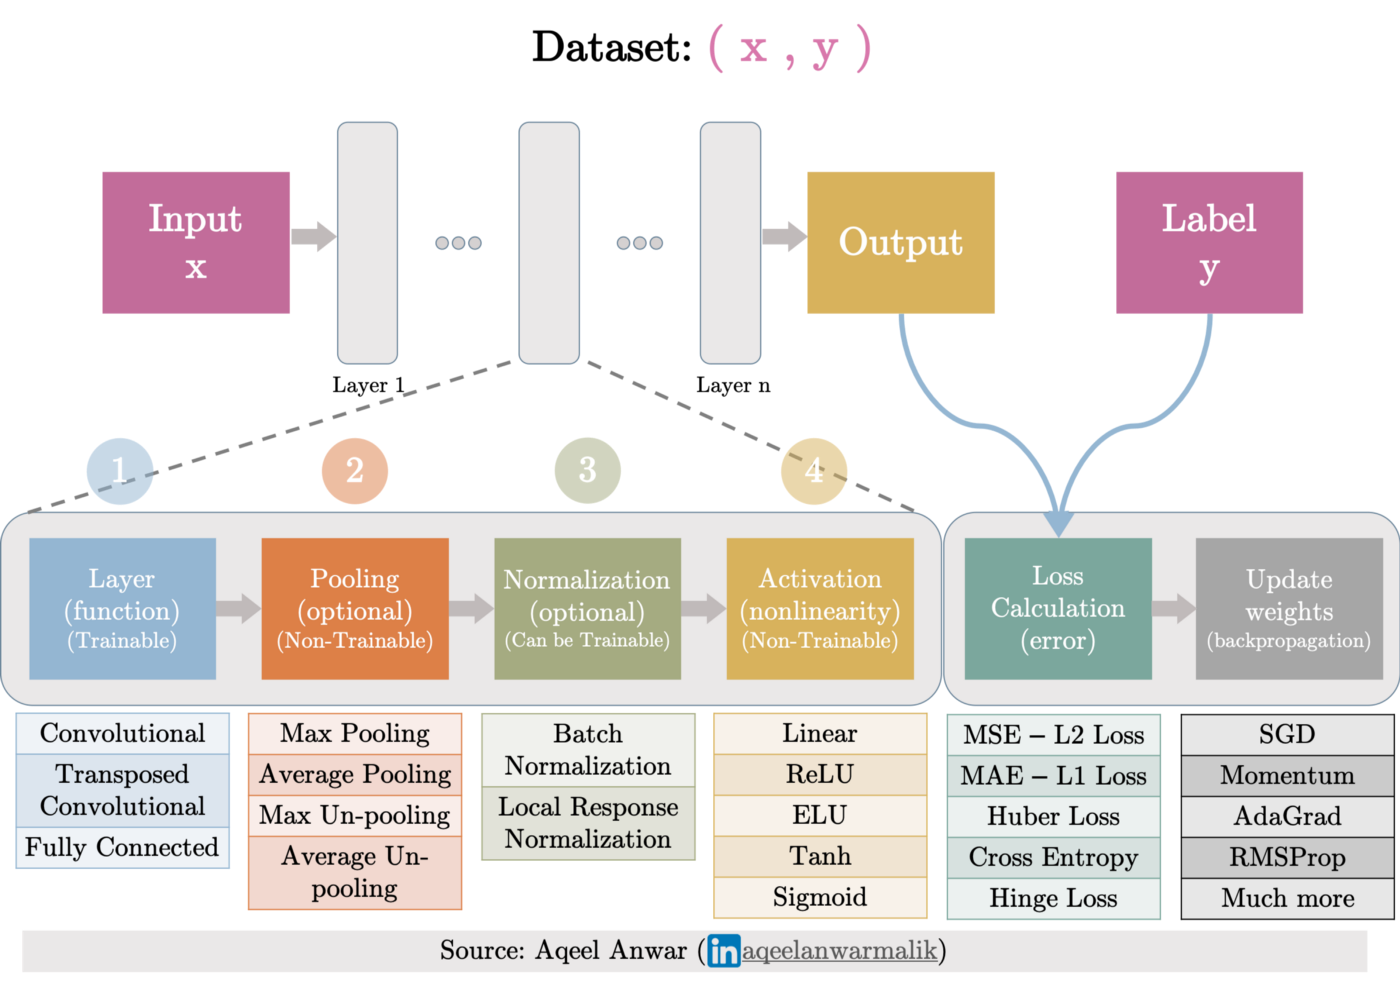 Dataset: ( x , y )
Input
x
Output
Label
y
Layer 1
Layer n
1
2
3
4
Layer
(function)
(Trainable)
Pooling
(optional)
(Non-Trainable)
Normalization
(optional)
(Can be Trainable)
Activation
(nonlinearity)
(Non-Trainable)
Loss
Calculation
(error)
Update
weights
(backpropagation)
Convolutional
Transposed
Convolutional
Fully Connected
Max Pooling
Average Pooling
Max Un-pooling
Average Un-
pooling
Batch
Normalization
Local Response
Normalization
Linear
ReLU
ELU
Tanh
Sigmoid
MSE – L2 Loss
MAE – L1 Loss
Huber Loss
Cross Entropy
Hinge Loss
SGD
Momentum
AdaGrad
RMSProp
Much more
Source: Aqeel Anwar (in aqeelanwarmalik)